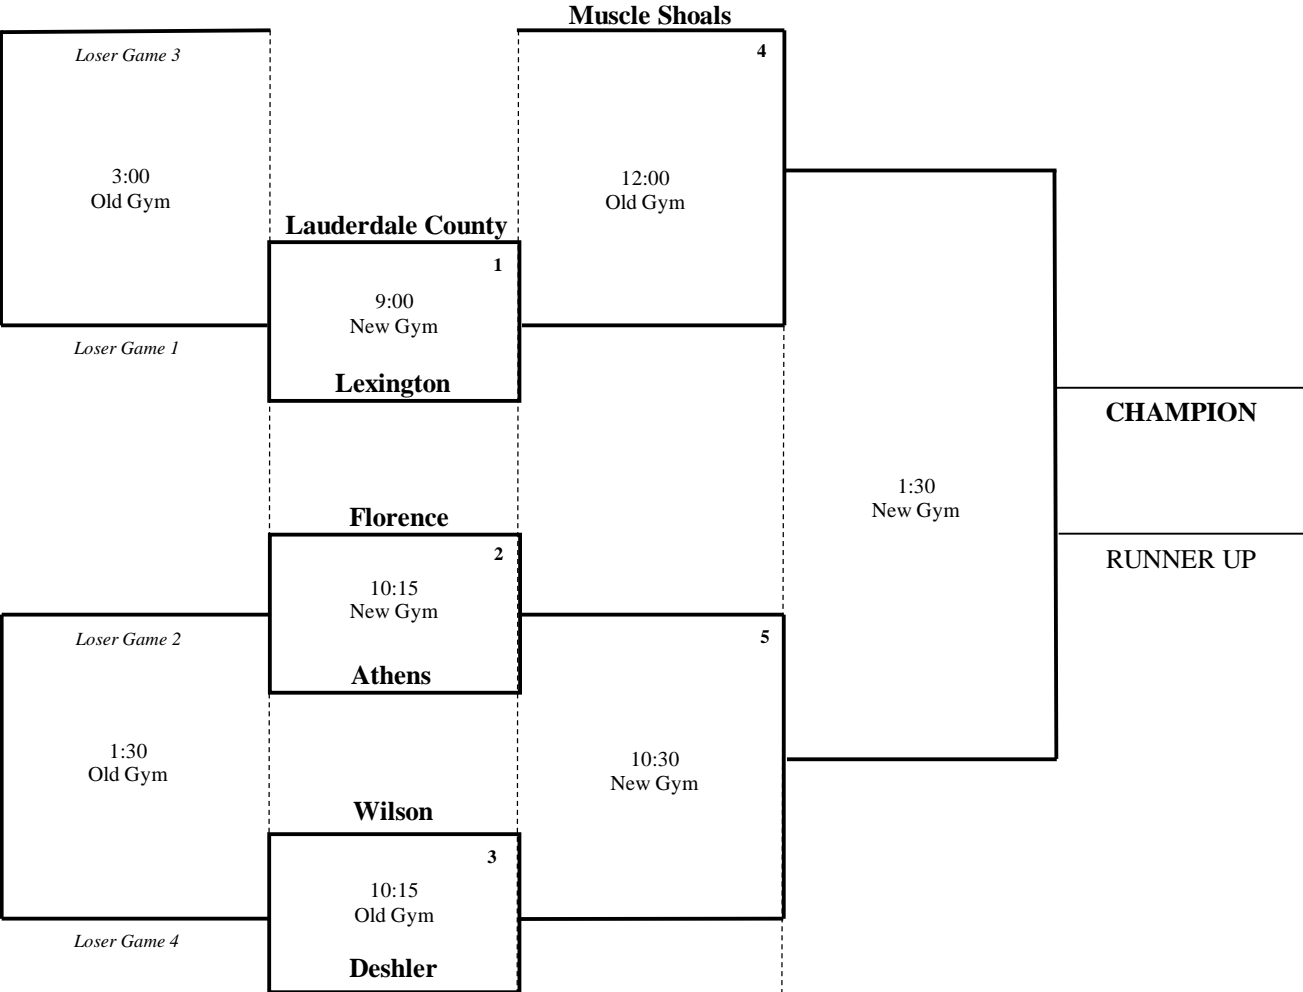 Muscle Shoals
Loser Game 3
4
3:00
Old Gym
12:00
Old Gym
Lauderdale County
1
9:00
New Gym
Loser Game 1
Lexington
CHAMPION
1:30
New Gym
Florence
2
RUNNER UP
10:15
New Gym
Loser Game 2
5
Athens
1:30
Old Gym
10:30
New Gym
Wilson
3
10:15
Old Gym
Loser Game 4
Deshler